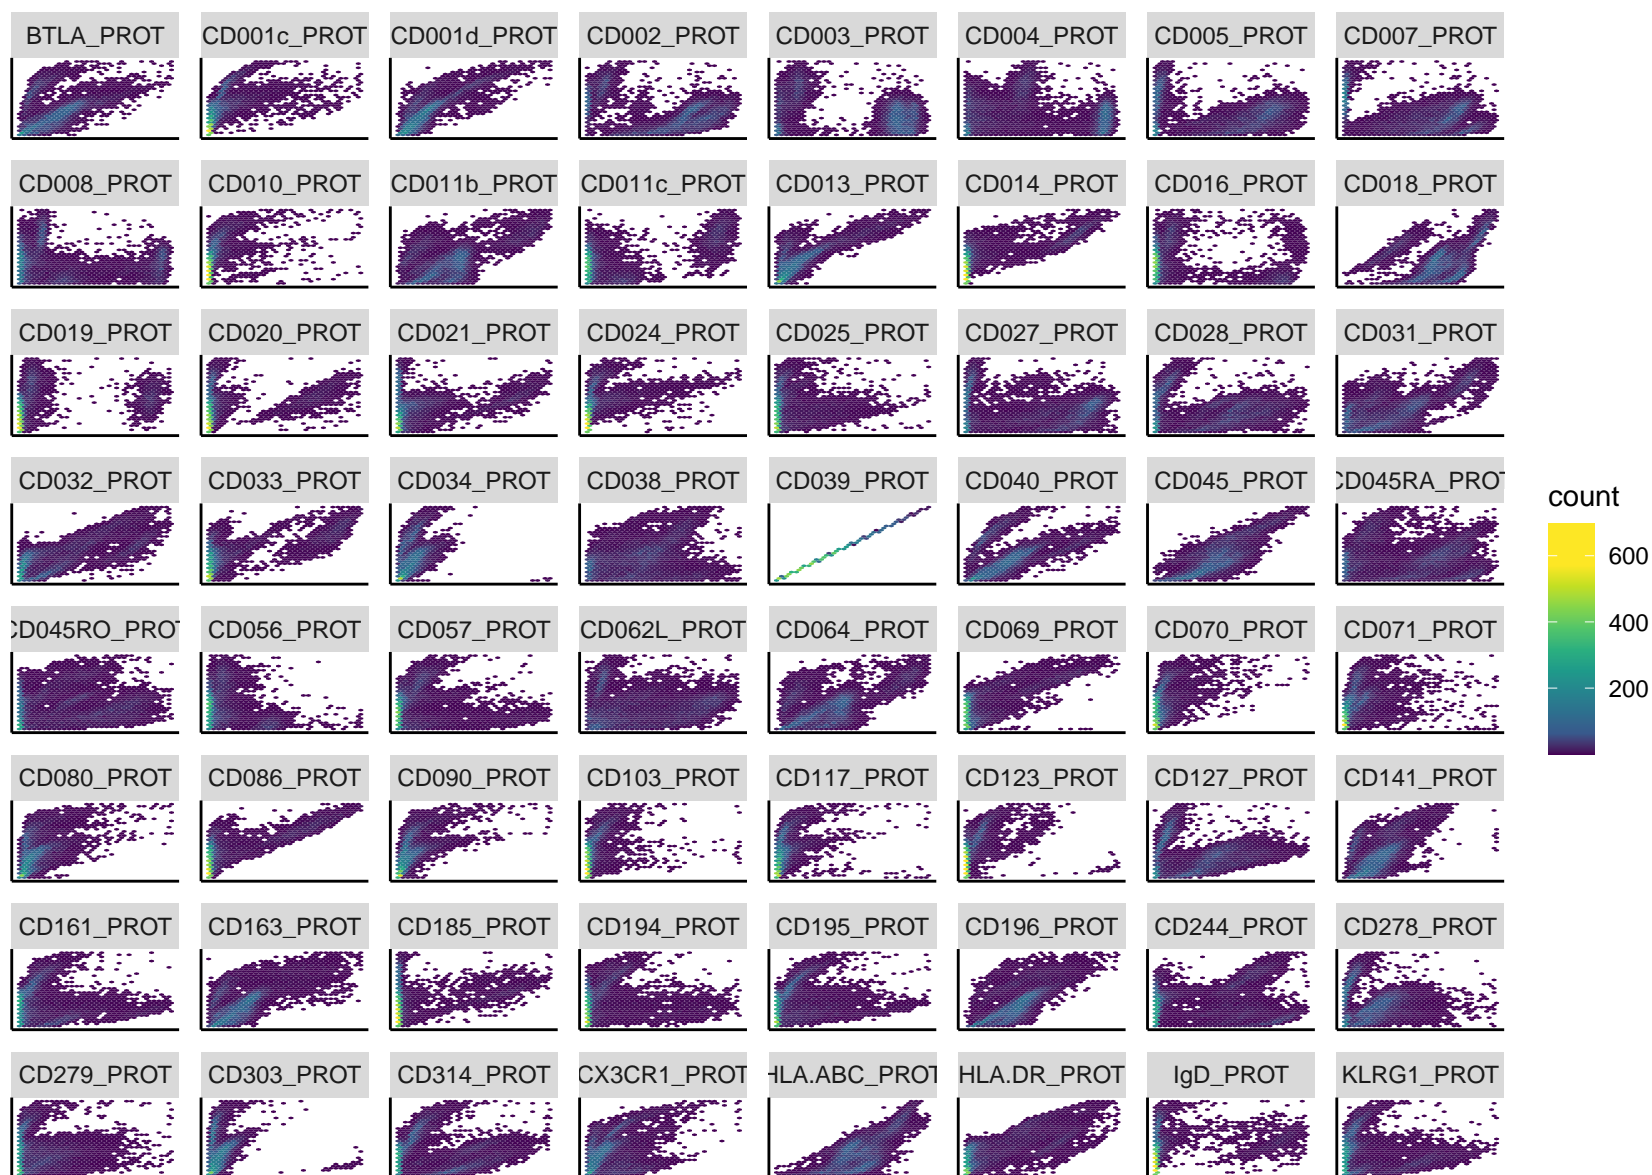 BTLA_PROT CD001c_PROT CD001d_PROT CD002_PROT CD003_PROT CD004_PROT CD005_PROT CD007_PROT
CD008_PROT CD010_PROT CD011b_PROT CD011c_PROT CD013_PROT CD014_PROT CD016_PROT CD018_PROT
CD019_PROT CD020_PROT CD021_PROT CD024_PROT CD025_PROT CD027_PROT CD028_PROT CD031_PROT
CD032_PROT CD033_PROT CD034_PROT CD038_PROT CD039_PROT CD040_PROT CD045_PROT CD045RA_PROT
count
600
400
200
CD045RO_PROT CD056_PROT CD057_PROT CD062L_PROT CD064_PROT CD069_PROT CD070_PROT CD071_PROT
CD080_PROT CD086_PROT CD090_PROT CD103_PROT CD117_PROT CD123_PROT CD127_PROT CD141_PROT
CD161_PROT CD163_PROT CD185_PROT CD194_PROT CD195_PROT CD196_PROT CD244_PROT CD278_PROT
CD279_PROT CD303_PROT CD314_PROT CX3CR1_PROT HLA.ABC_PROT HLA.DR_PROT IgD_PROT KLRG1_PROT